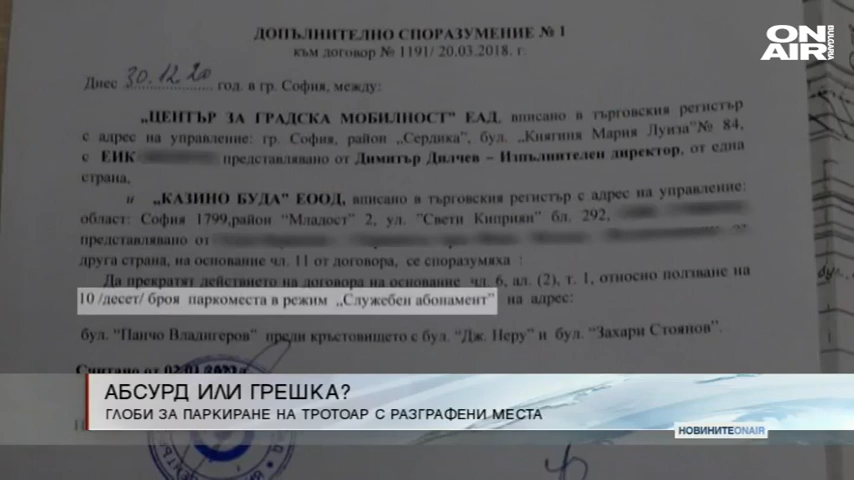 ДОПЪЛНИТЕЛНО СПОРАЗУМЕНИЕ № 1
към договор № 1191/ 20.03.2018. г.
Днес 30.12.20 год. в гр. София, между:
„ЦЕНТЪР ЗА ГРАДСКА МОБИЛНОСТ" ЕАД, вписано в търговския регистър
с адрес на управление: гр. София, район „Сердика", бул. „Княгиня Мария Луиза"№ 84,
с ЕИК представлявано от Димитър Дилчев – Изпълнителен директор, от една
страна,
и „КАЗИНО БУДА" ЕООД, вписано в търговския регистър с адрес на управление:
област: София 1799,район "Младост" 2, ул. "Свети Киприян" бл. 292,
представлявано от
друга страна, на основание чл. 11 от договора, се споразумяха :
Да прекратят действието на договора на основание чл. 6, ал. (2), т. 1, относно ползване на
10 /десет/ броя паркоместа в режим „Служебен абонамент" на адрес:
бул. "Панчо Владигеров" преди кръстовището с бул. "Дж. Неру" и бул. "Захари Стоянов".
Считано от
ON AIR BULGARIA
АБСУРД ИЛИ ГРЕШКА?
ГЛОБИ ЗА ПАРКИРАНЕ НА ТРОТОАР С РАЗГРАФЕНИ МЕСТА
НОВИНИТЕONAIR